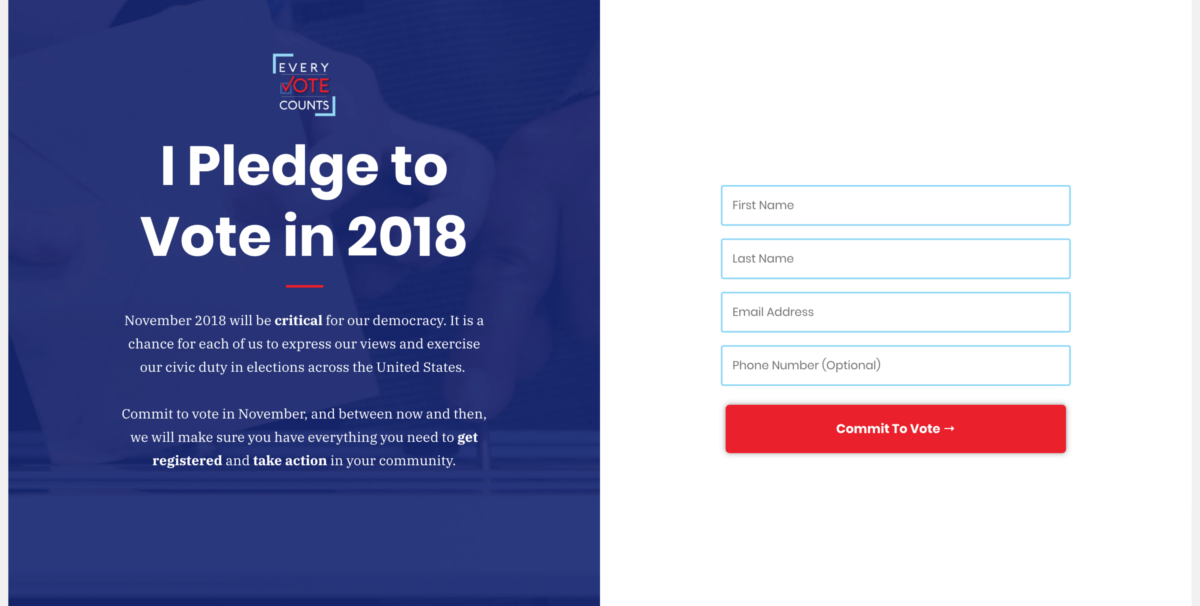 EVERY
VOTE
COUNTS
I Pledge to
Vote in 2018
November 2018 will be critical for our democracy. It is a
chance for each of us to express our views and exercise
our civic duty in elections across the United States.
Commit to vote in November, and between now and then,
we will make sure you have everything you need to get
registered and take action in your community.
First Name
Last Name
Email Address
Phone Number (Optional)
Commit To Vote →